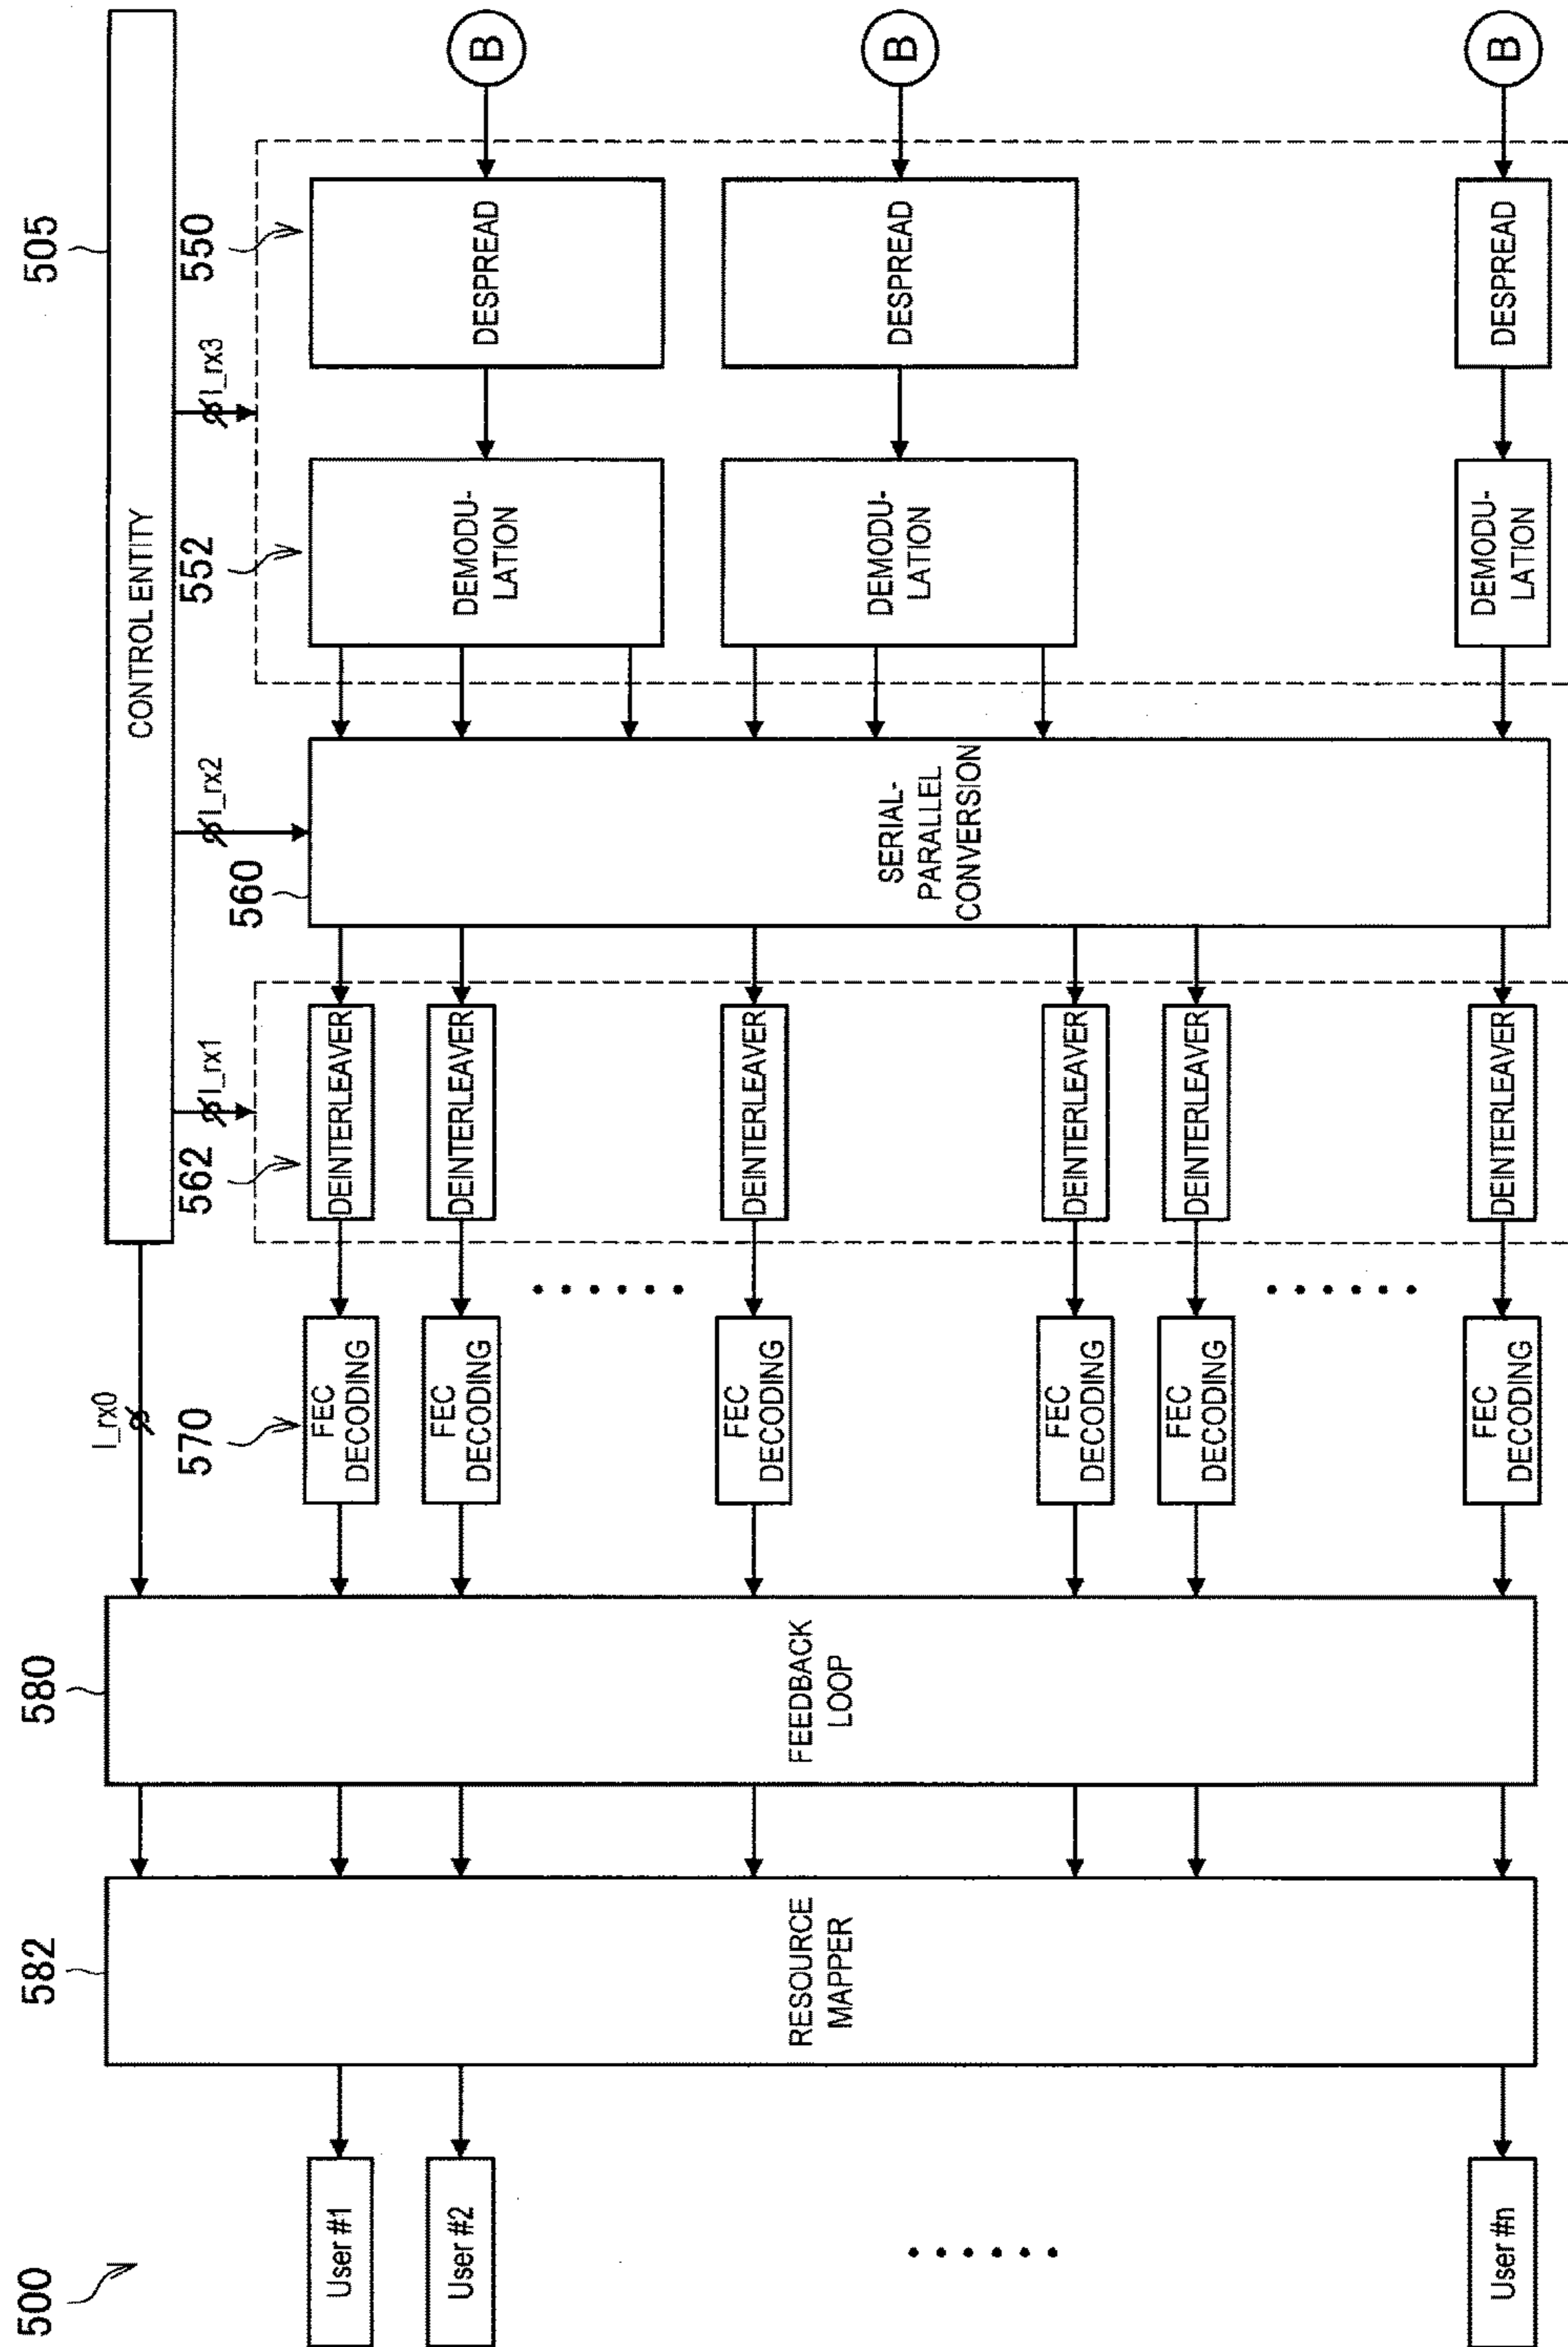 500
User #1
User #2
User #n
582
RESOURCE
MAPPER
580
FEEDBACK
LOOP
I_rx0
570
FEC
DECODING
FEC
DECODING
FEC
DECODING
FEC
DECODING
FEC
DECODING
FEC
DECODING
562
I_rx1
DEINTERLEAVER
DEINTERLEAVER
DEINTERLEAVER
DEINTERLEAVER
DEINTERLEAVER
DEINTERLEAVER
560
I_rx2
SERIAL-
PARALLEL
CONVERSION
505
CONTROL ENTITY
552
DEMODU-
LATION
DEMODU-
LATION
DEMODU-
LATION
I_rx3
550
DESPREAD
DESPREAD
DESPREAD
B
B
B